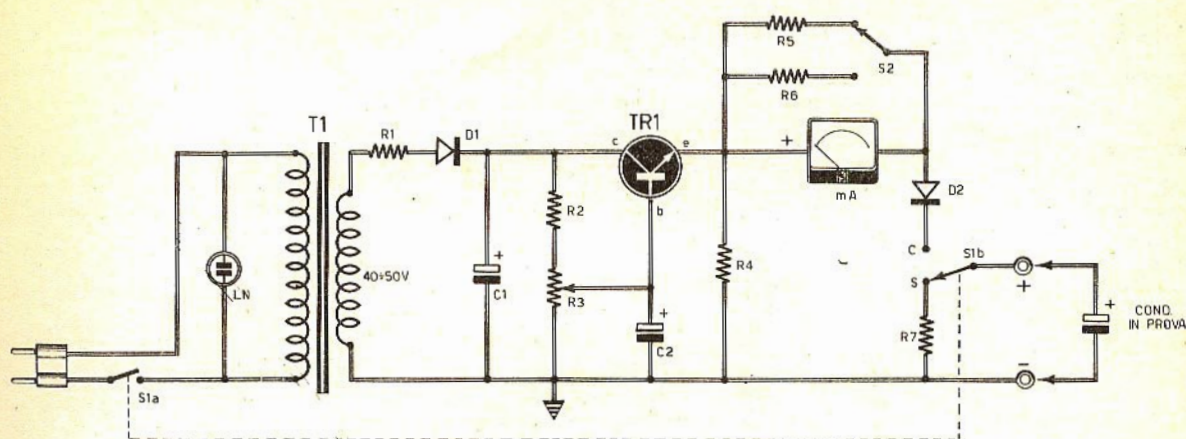 R5
S2
R6
T1
R1
D1
TR1
c
e
+
mA
D2
b
R2
R3
LN
40÷50V
+
C1
+
C2
R4
C
S1b
S
+
R7
−
+
COND.
IN PROVA
S1a